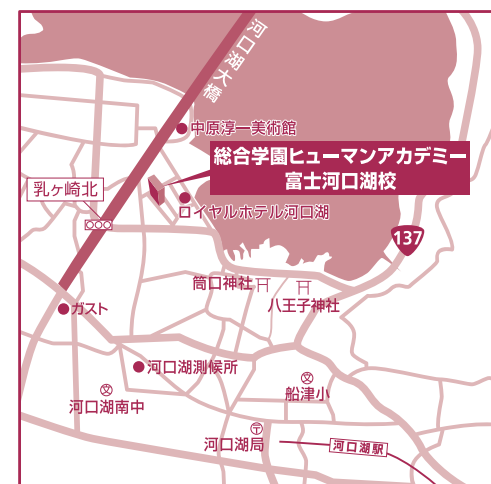 河口湖大橋
中原淳一美術館
総合学園ヒューマンアカデミー
富士河口湖校
乳ヶ崎北
ロイヤルホテル河口湖
137
筒口神社
八王子神社
ガスト
河口湖測候所
文
河口湖南中
文
船津小
〒
河口湖局
河口湖駅